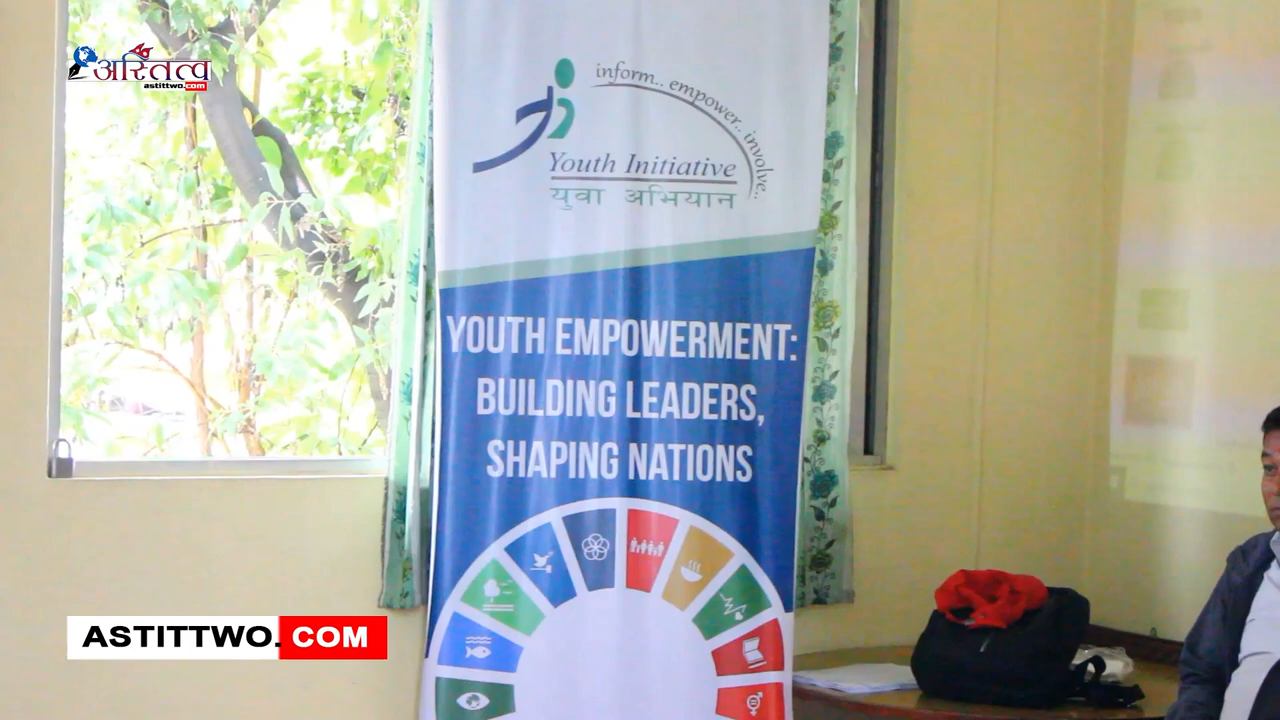 अस्तित्व
astittwo.com
inform.. empower.. involve..
Youth Initiative
युवा अभियान
YOUTH EMPOWERMENT:
BUILDING LEADERS,
SHAPING NATIONS
ASTITTWO.COM